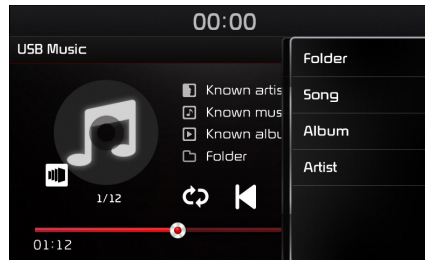 00:00
USB Music
Known artis
Known mus
Known albu
Folder
1/12
01:12
Folder
Song
Album
Artist